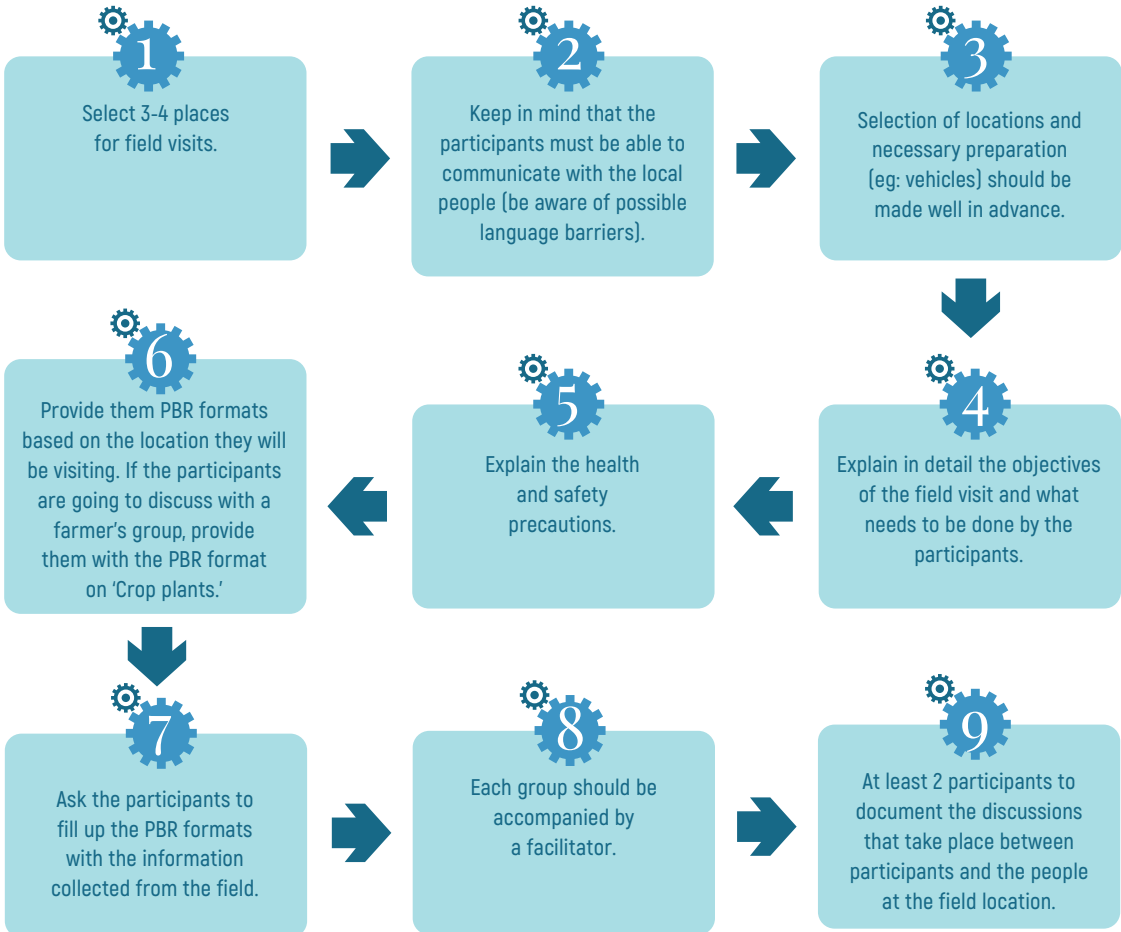 1
Select 3-4 places
for field visits.
2
Keep in mind that the
participants must be able to
communicate with the local
people (be aware of possible
language barriers).
3
Selection of locations and
necessary preparation
(eg: vehicles) should be
made well in advance.
4
Explain in detail the objectives
of the field visit and what
needs to be done by the
participants.
5
Explain the health
and safety
precautions.
6
Provide them PBR formats
based on the location they will
be visiting. If the participants
are going to discuss with a
farmer's group, provide
them with the PBR format
on ‘Crop plants.’
7
Ask the participants to
fill up the PBR formats
with the information
collected from the field.
8
Each group should be
accompanied by
a facilitator.
9
At least 2 participants to
document the discussions
that take place between
participants and the people
at the field location.